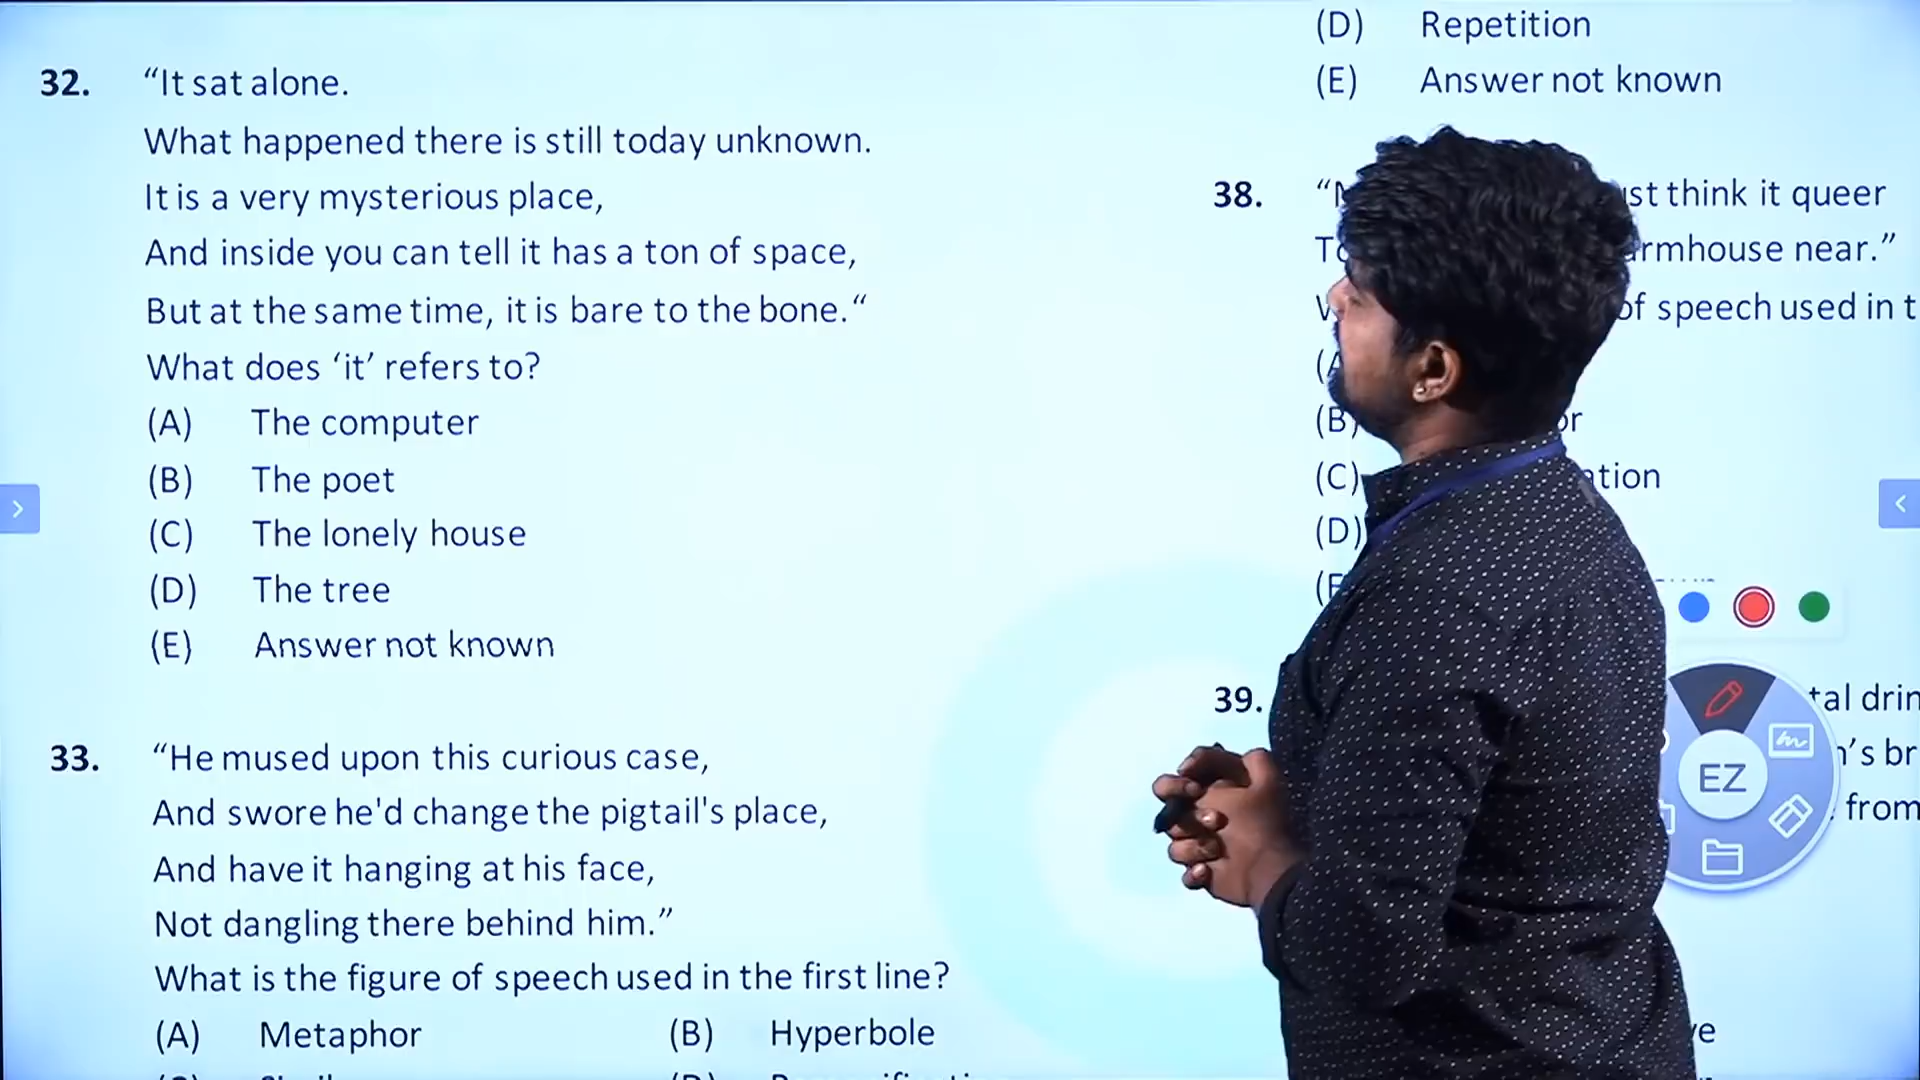 32. “It sat alone.
What happened there is still today unknown.
It is a very mysterious place,
And inside you can tell it has a ton of space,
But at the same time, it is bare to the bone.“
What does ‘it’ refers to?
(A) The computer
(B) The poet
(C) The lonely house
(D) The tree
(E) Answer not known
33. “He mused upon this curious case,
And swore he'd change the pigtail's place,
And have it hanging at his face,
Not dangling there behind him.”
What is the figure of speech used in the first line?
(A) Metaphor (B) Hyperbole
(D) Repetition
(E) Answer not known
38. think it queer
near.”
of speech used in
(B)
(C)
(D)
39.
EZ
from